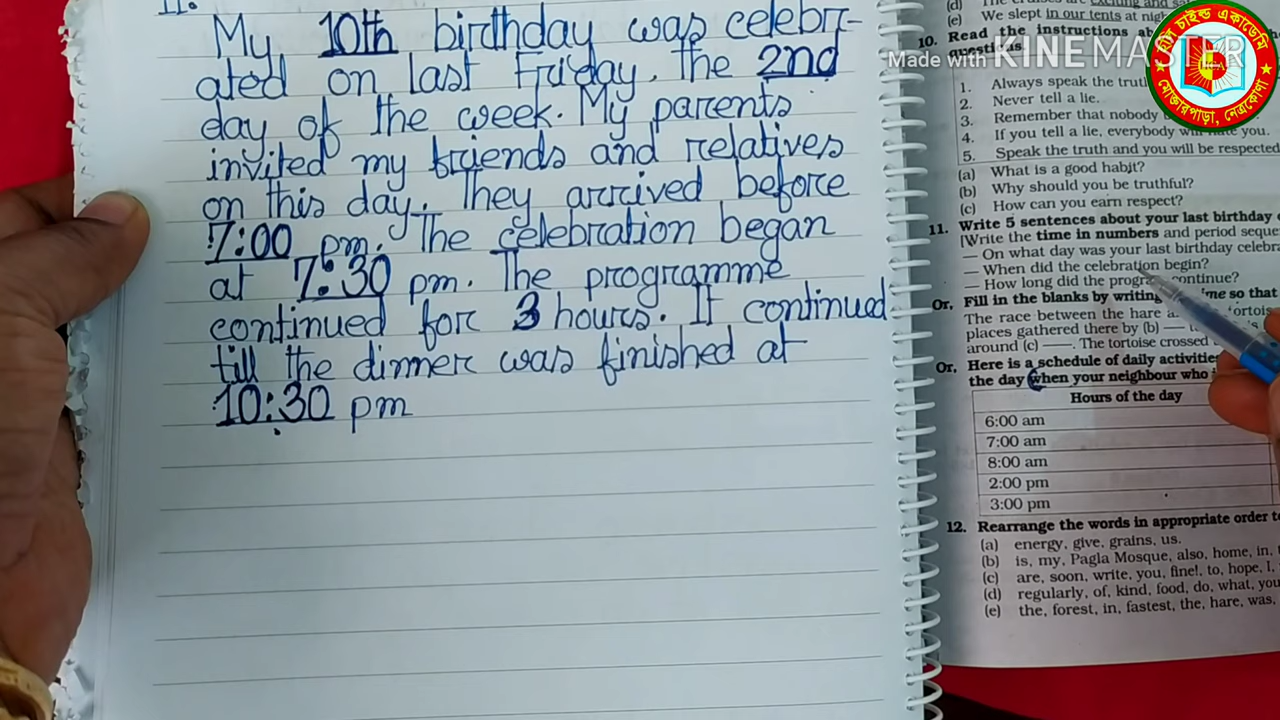 11.
My 10th birthday was celebr-
ated on last Friday. The 2nd
day of the week. My parents
invited my friends and relatives
on this day. They arrived before
7:00 pm. The celebration began
at 7:30 pm. The programme
continued for 3 hours. It continued
till the dinner was finished at
10:30 pm
Made with KINEMASTER
(d) The cruises are exciting and
(e) We slept in our tents at
10. Read the instructions
questions.
1. Always speak the
2. Never tell a lie.
3. Remember that nobody
4. If you tell a lie, everybody will you.
5. Speak the truth and you will be respected
(a) What is a good habit?
(b) Why should you be truthful?
(c) How can you earn respect?
11. Write 5 sentences about your last birthday
[Write the time in numbers and period
— On what day was your last birthday
— When did the celebration begin?
— How long did the continue?
Or, Fill in the blanks by writing so that
The race between the hare
places gathered there by (b) —
around (c) —. The tortoise crossed
Or, Here is a schedule of daily activities
the day when your neighbour who
Hours of the day
6:00 am
7:00 am
8:00 am
2:00 pm
3:00 pm
12. Rearrange the words in appropriate order
(a) energy, give, grains, us.
(b) is, my, Pagla Mosque, also, home, in,
(c) are, soon, write, you, fine!, to, hope, I,
(d) regularly, of, kind, food, do, what, you
(e) the, forest, in, fastest, the, hare, was,
চাইল্ড একাডেমি
মোক্তারপাড়া, নেত্রকোণা